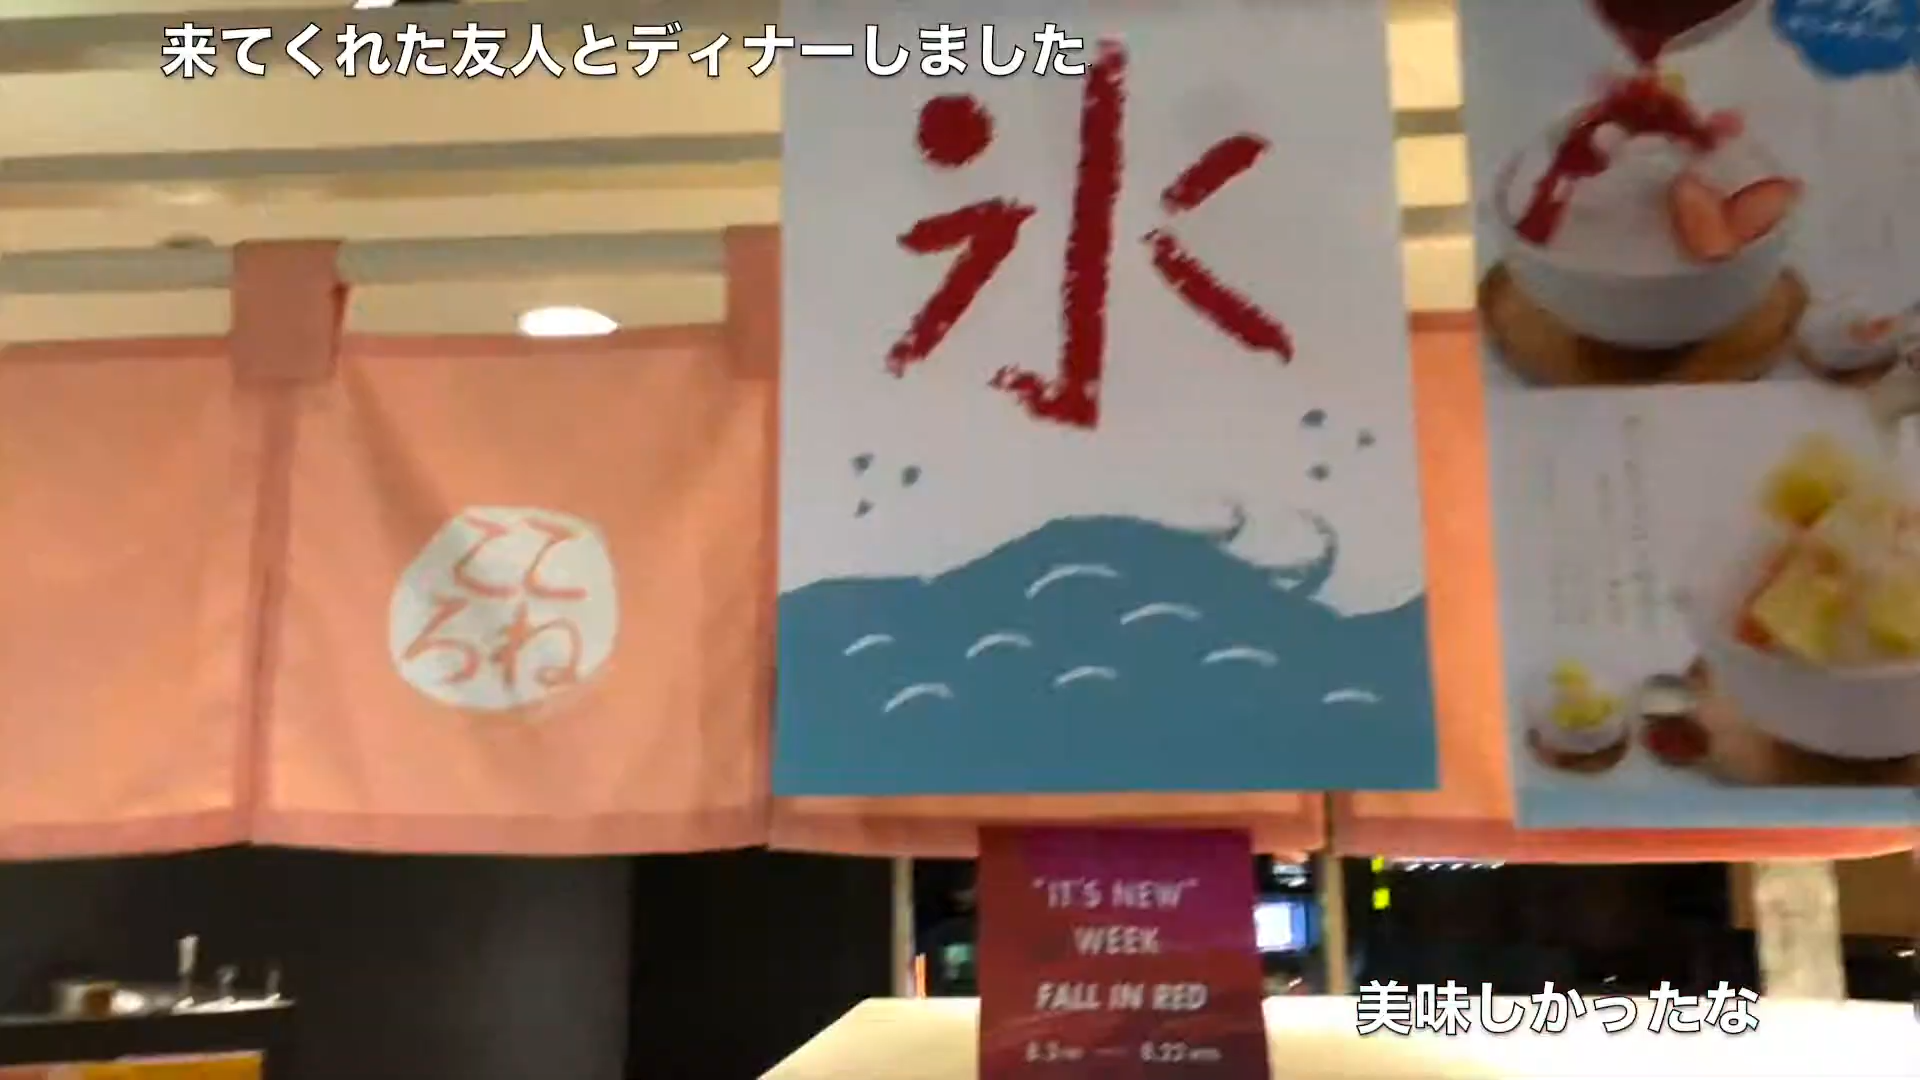 来てくれた友人とディナーしました
氷
ここ
ろね
"IT'S NEW"
WEEK
FALL IN RED
美味しかったな